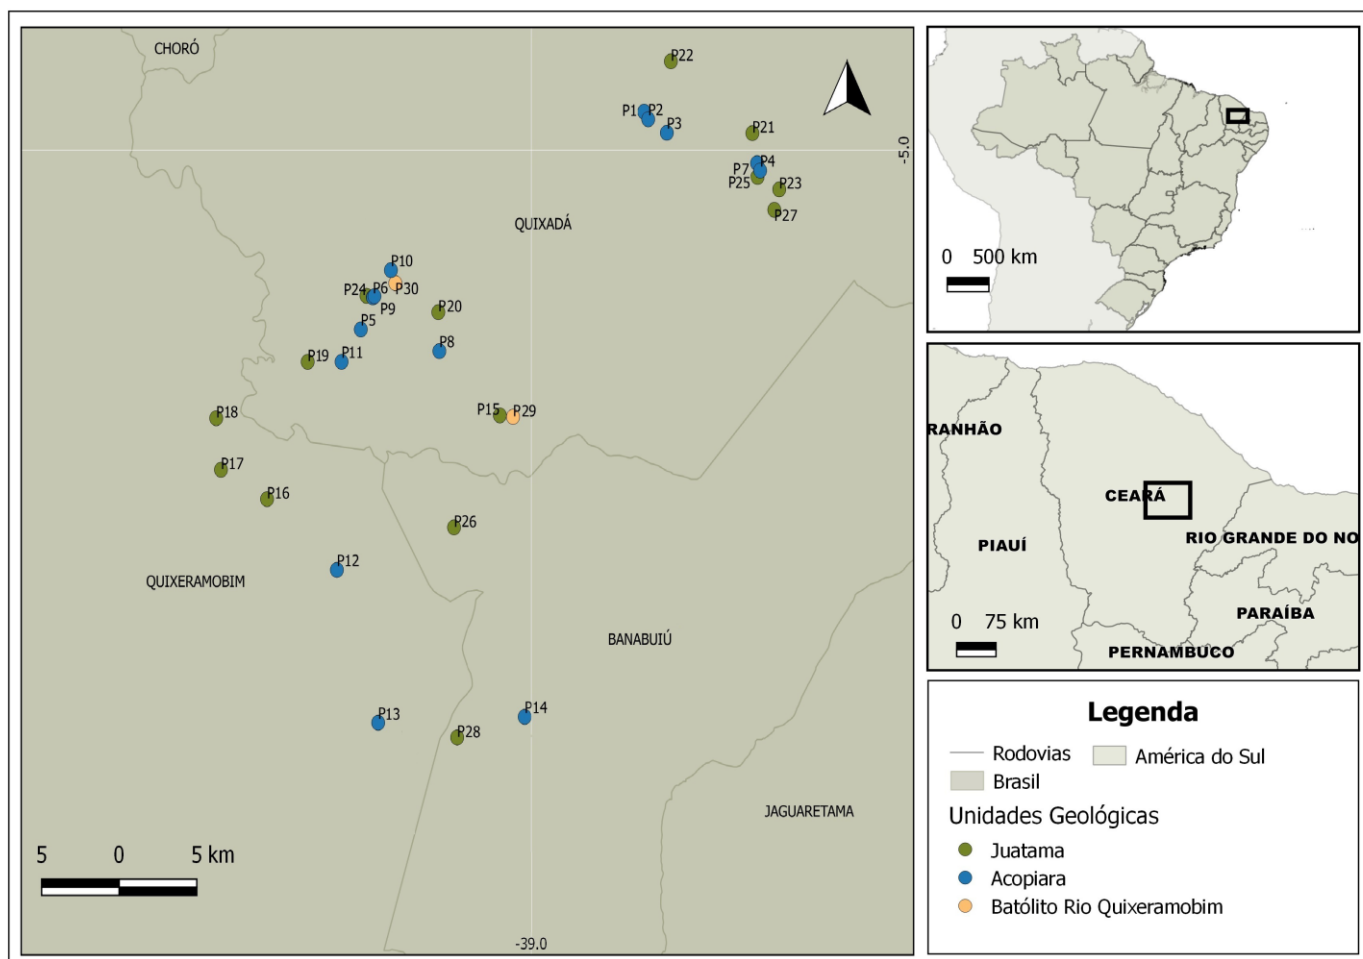 CHORÓ
P22
P1
P2
P3
P21
-5.0
P4
P7
P25
P23
P27
QUIXADÁ
P10
P30
P24
P6
P9
P20
P5
P8
P19
P11
P18
P15
P29
P17
P16
P26
P12
QUIXERAMOBIM
BANABUIÚ
P13
P14
P28
JAGUARETAMA
5 0 5 km
-39.0
0 500 km
RANHÃO
CEARÁ
PIAUÍ
RIO GRANDE DO NO
PARAÍBA
0 75 km
PERNAMBUCO
Legenda
Rodovias
América do Sul
Brasil
Unidades Geológicas
Juatama
Acopiara
Batólito Rio Quixeramobim